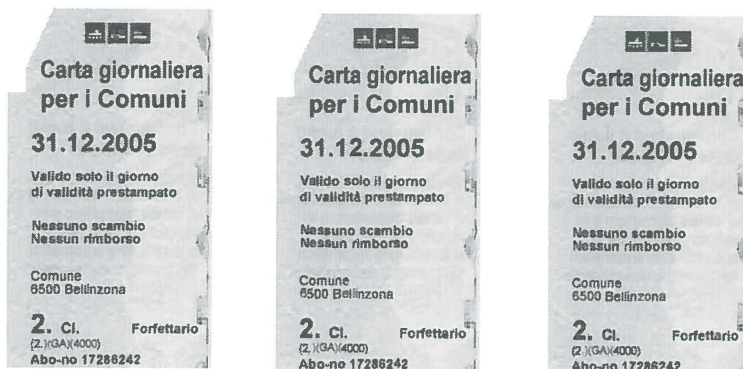 Carta giornaliera
per i Comuni
31.12.2005
Valido solo il giorno
di validità prestampato
Nessuno scambio
Nessun rimborso
Comune
6500 Bellinzona
2. Cl. Forfettario
(2.)(GA)(4000)
Abo-no 17286242
Carta giornaliera
per i Comuni
31.12.2005
Valido solo il giorno
di validità prestampato
Nessuno scambio
Nessun rimborso
Comune
6500 Bellinzona
2. Cl. Forfettario
(2.)(GA)(4000)
Abo-no 17286242
Carta giornaliera
per i Comuni
31.12.2005
Valido solo il giorno
di validità prestampato
Nessuno scambio
Nessun rimborso
Comune
6500 Bellinzona
2. Cl. Forfettario
(2.)(GA)(4000)
Abo-no 17286242